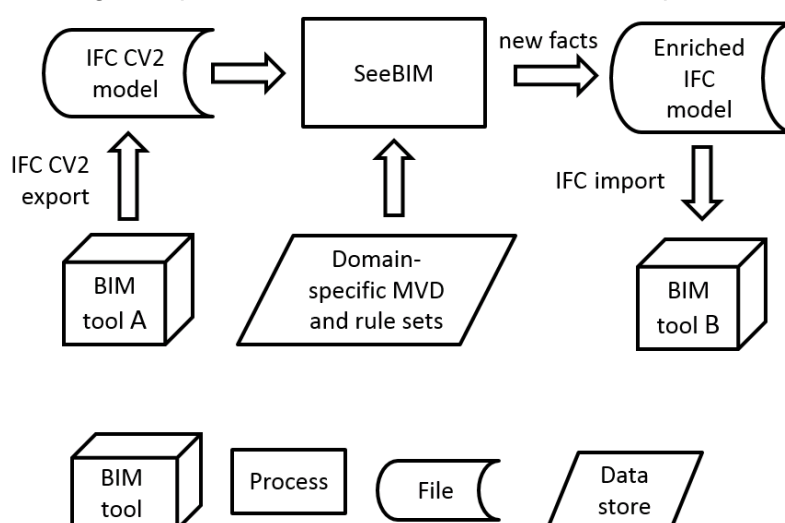 IFC CV2
model
SeeBIM
new facts
Enriched
IFC
model
IFC CV2
export
IFC import
BIM
tool A
Domain-
specific MVD
and rule sets
BIM
tool B
BIM
tool
Process
File
Data
store